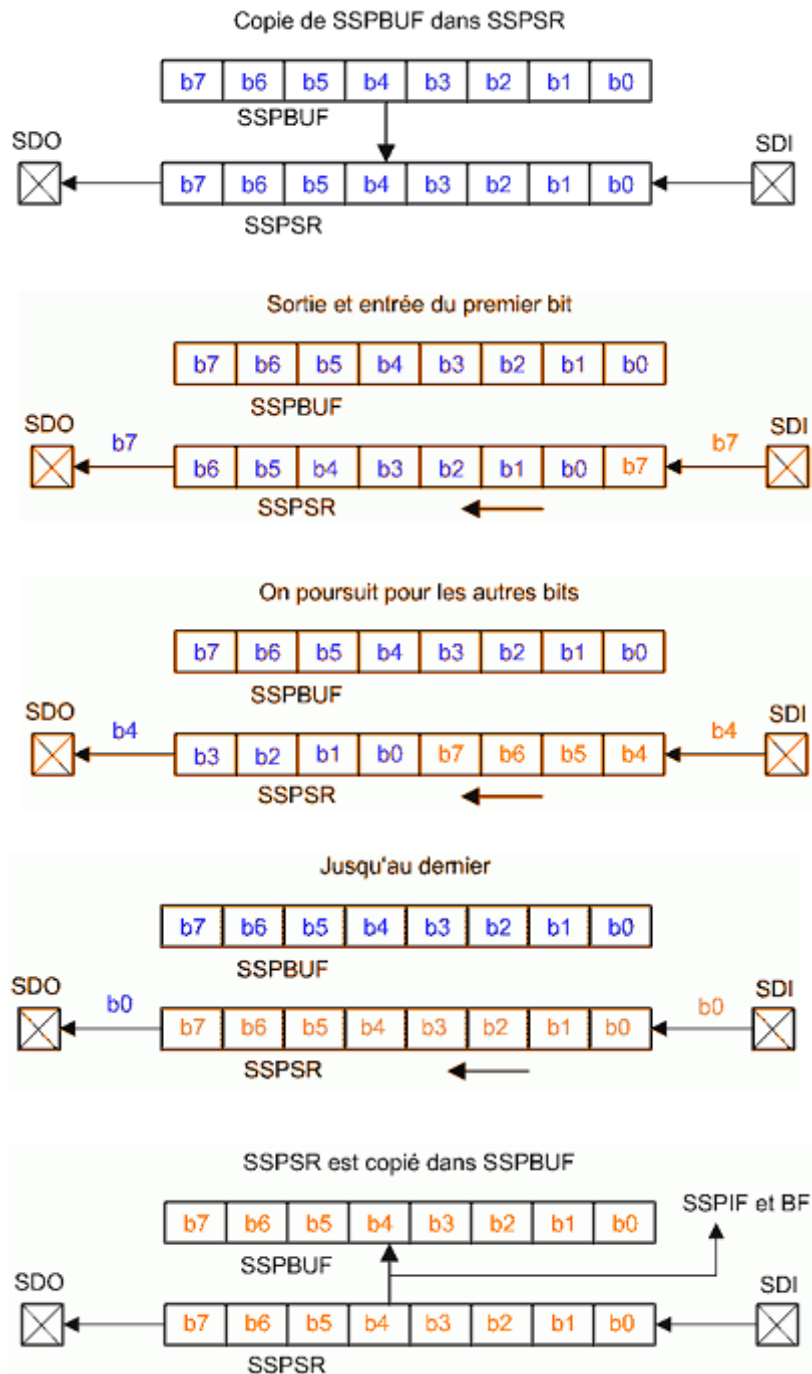 Copie de SSPBUF dans SSPSR
b7 b6 b5 b4 b3 b2 b1 b0
SSPBUF
SDO
SDI
b7 b6 b5 b4 b3 b2 b1 b0
SSPSR
Sortie et entrée du premier bit
b7 b6 b5 b4 b3 b2 b1 b0
SSPBUF
SDO
SDI
b7
b7
b6 b5 b4 b3 b2 b1 b0 b7
SSPSR
On poursuit pour les autres bits
b7 b6 b5 b4 b3 b2 b1 b0
SSPBUF
SDO
SDI
b4
b4
b3 b2 b1 b0 b7 b6 b5 b4
SSPSR
Jusqu'au dernier
b7 b6 b5 b4 b3 b2 b1 b0
SSPBUF
SDO
SDI
b0
b0
b7 b6 b5 b4 b3 b2 b1 b0
SSPSR
SSPSR est copié dans SSPBUF
SSPIF et BF
b7 b6 b5 b4 b3 b2 b1 b0
SSPBUF
SDO
SDI
b7 b6 b5 b4 b3 b2 b1 b0
SSPSR